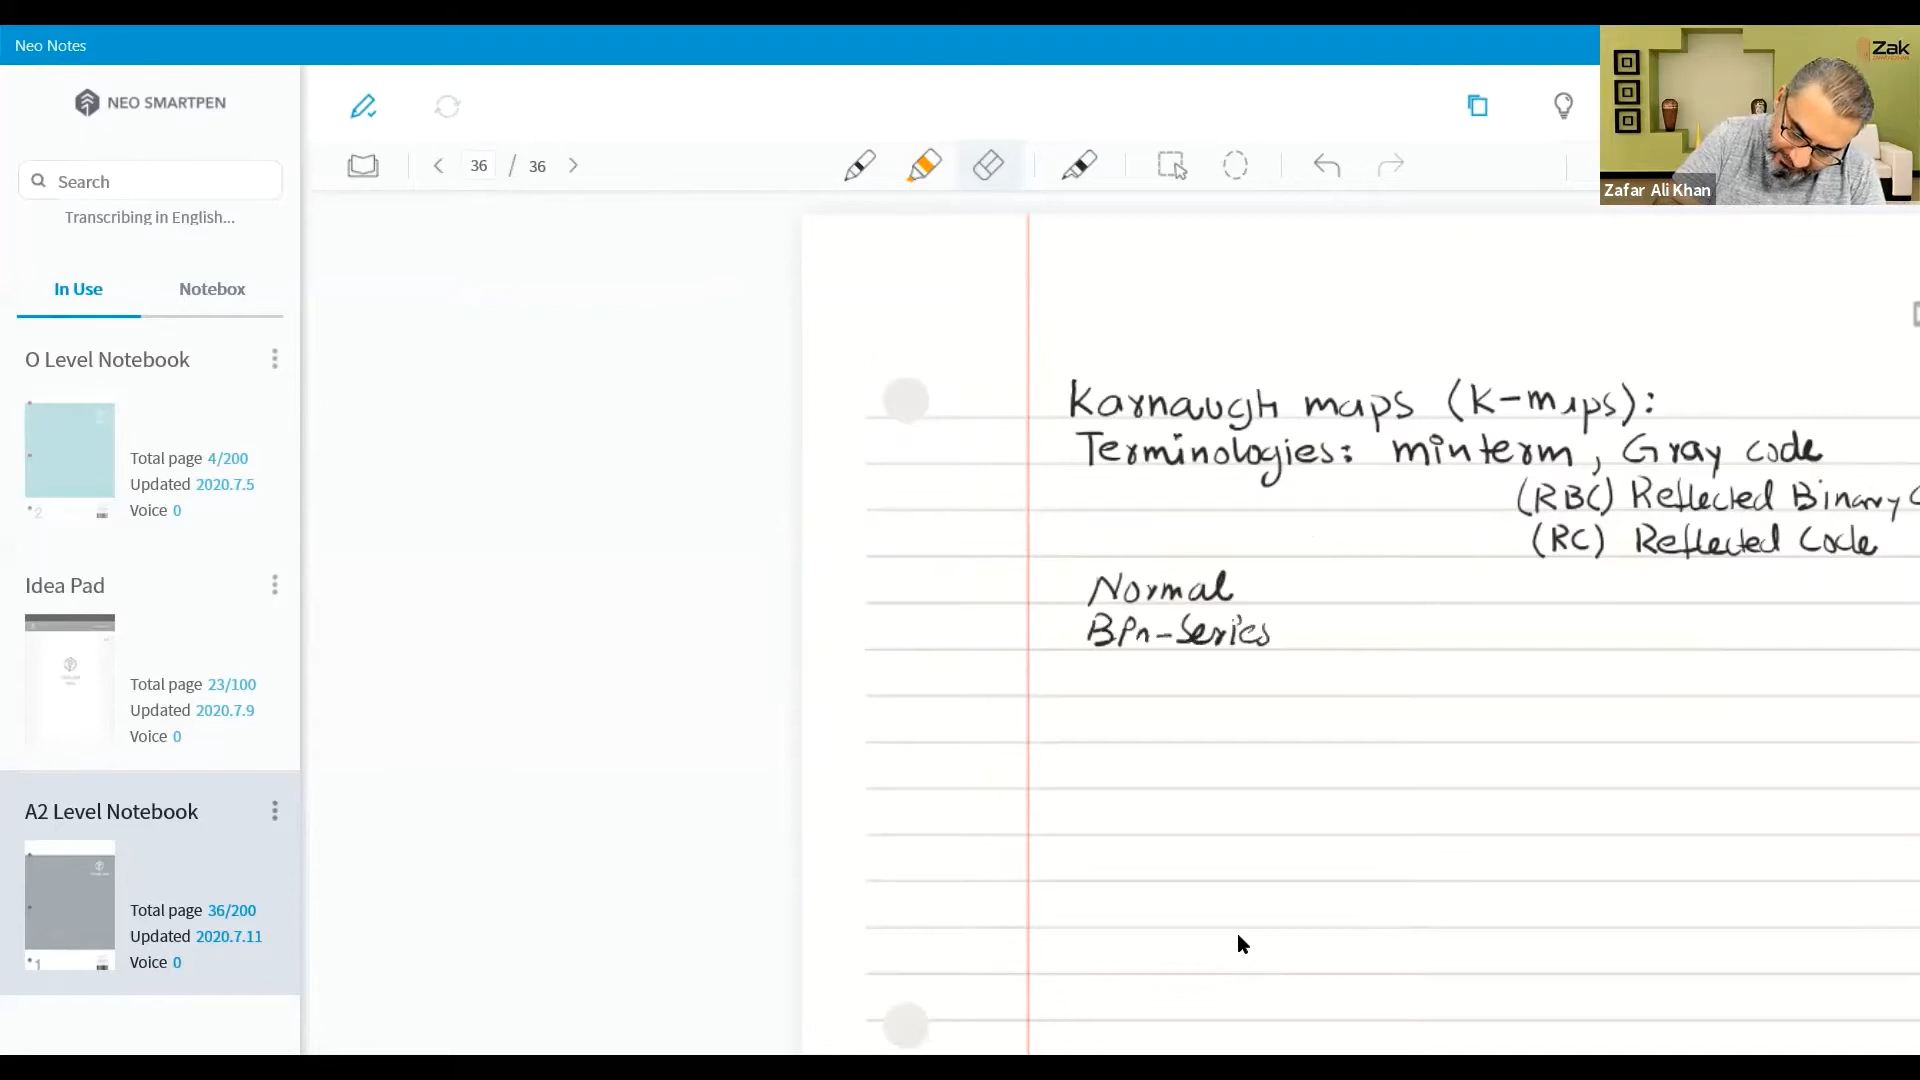 Neo Notes
Zak
NEO SMARTPEN
Search
Transcribing in English...
36 / 36
Zafar Ali Khan
In Use
Notebox
O Level Notebook
Total page 4/200
Updated 2020.7.5
Voice 0
2
Idea Pad
Total page 23/100
Updated 2020.7.9
Voice 0
A2 Level Notebook
Total page 36/200
Updated 2020.7.11
Voice 0
1
Karnaugh maps (K-maps):
Terminologies: minterm, Gray code
(RBC) Reflected Binary C
(RC) Reflected Code
Normal
BPn-Series